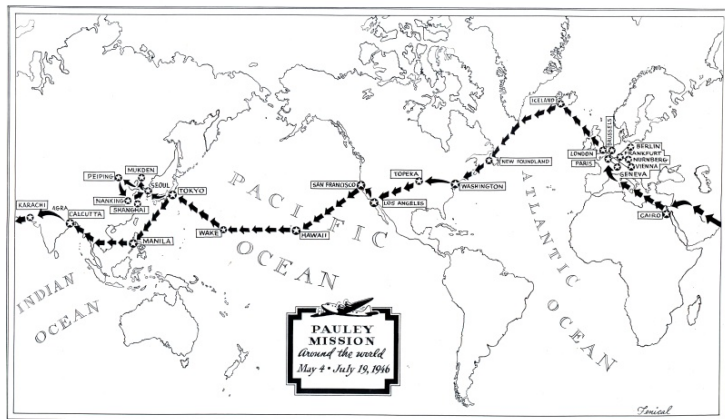 ICELAND
BRUSSELS
LONDON
BERLIN
FRANKFURT
PARIS
NURNBERG
VIENNA
GENEVA
NEW FOUNDLAND
MUKDEN
PEIPING
SEOUL
TOKYO
NANKING
SHANGHAI
KARACHI
AGRA
CALCUTTA
MANILA
WAKE
HAWAII
SAN FRANCISCO
TOPEKA
LOS ANGELES
WASHINGTON
CAIRO
PACIFIC
OCEAN
ATLANTIC
OCEAN
INDIAN
OCEAN
PAULEY
MISSION
Around the world
May 4 • July 19, 1946